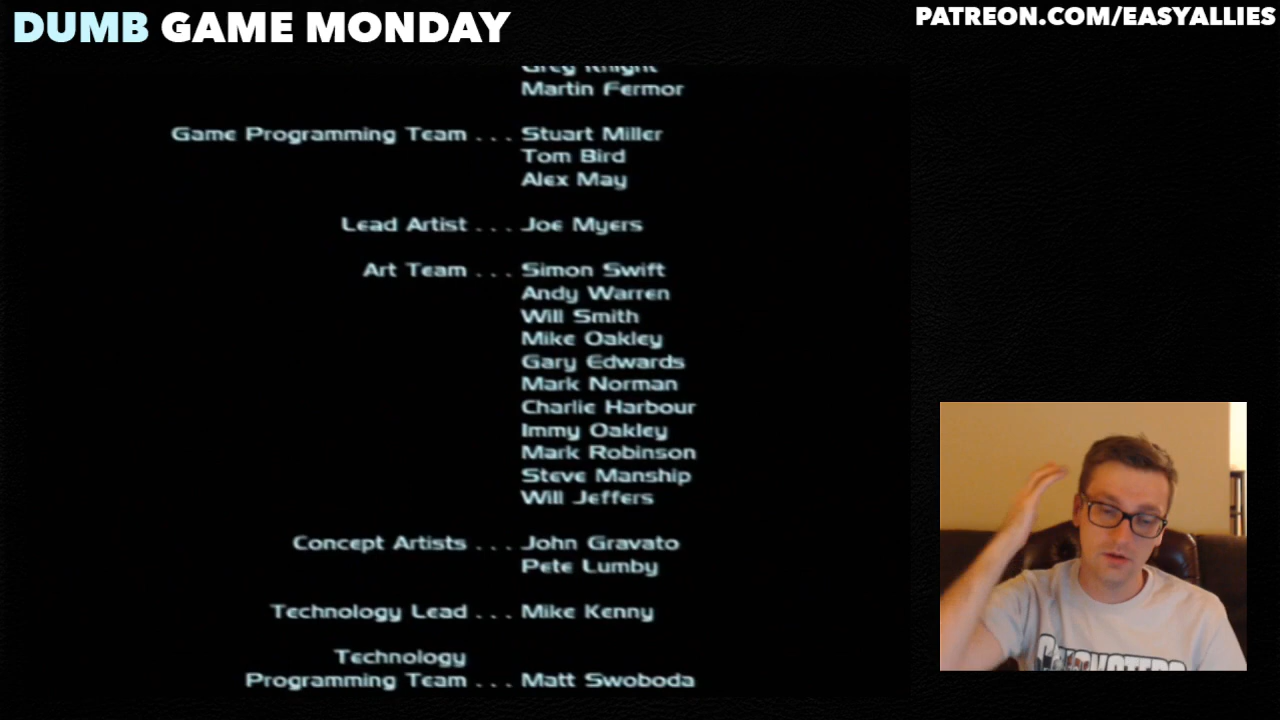 DUMB GAME MONDAY
PATREON.COM/EASYALLIES
Greg Knight
Martin Fermor
Game Programming Team . . . Stuart Miller
Tom Bird
Alex May
Lead Artist . . . Joe Myers
Art Team . . . Simon Swift
Andy Warren
Will Smith
Mike Oakley
Gary Edwards
Mark Norman
Charlie Harbour
Immy Oakley
Mark Robinson
Steve Manship
Will Jeffers
Concept Artists . . . John Gravato
Pete Lumby
Technology Lead . . . Mike Kenny
Technology
Programming Team . . . Matt Swoboda